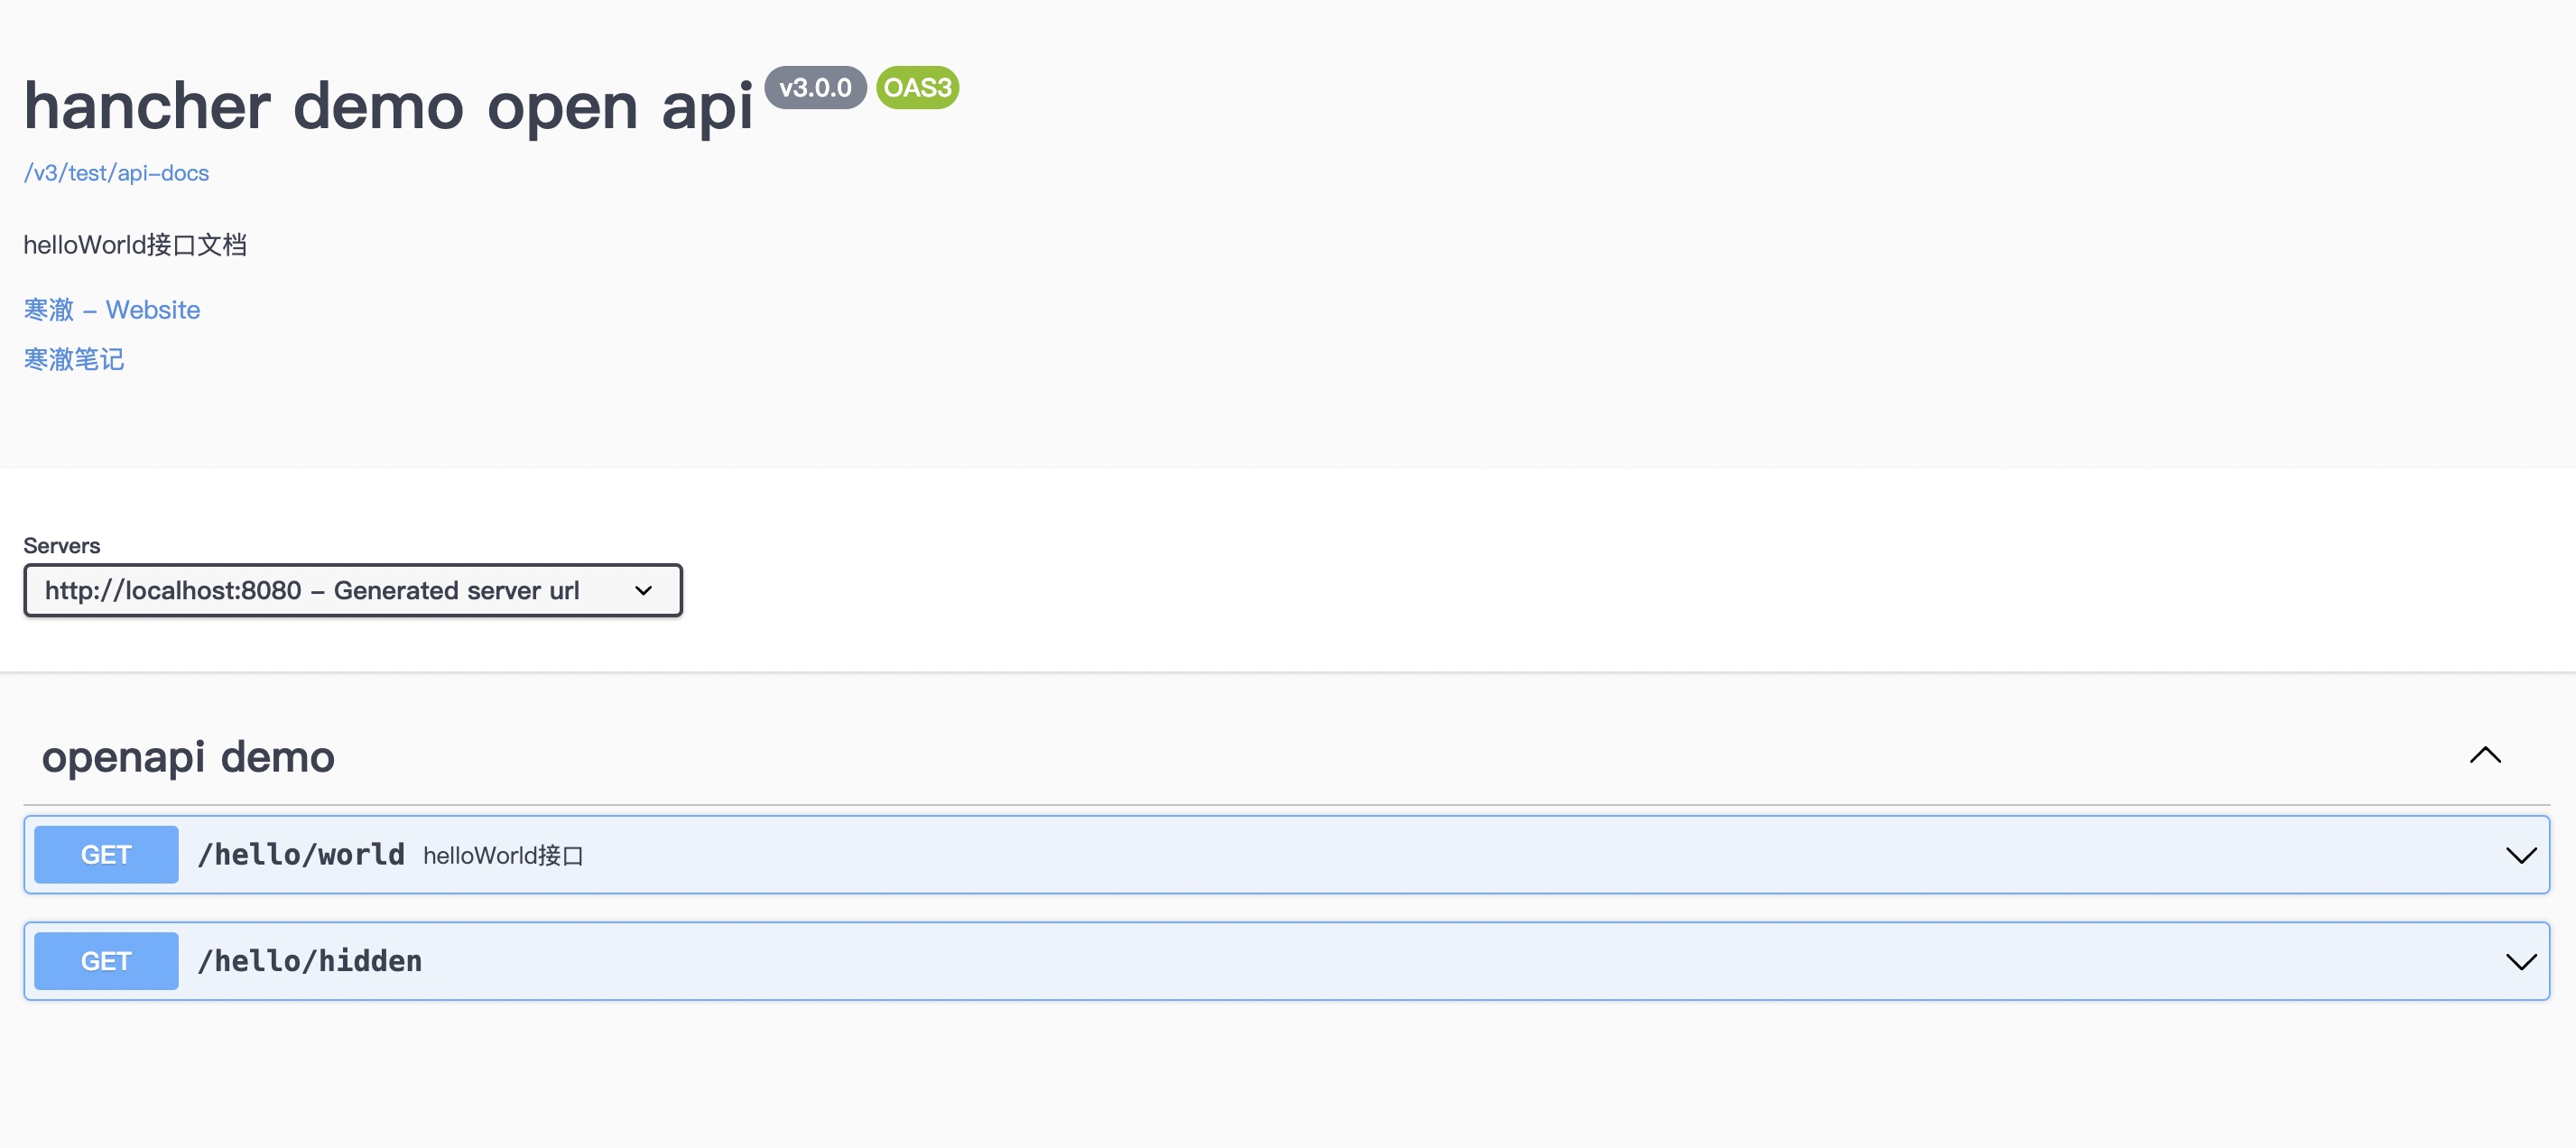 hancher demo open api v3.0.0 OAS3
/v3/test/api-docs
helloWorld接口文档
寒澈 - Website
寒澈笔记
Servers
http://localhost:8080 - Generated server url
openapi demo
GET /hello/world helloWorld接口
GET /hello/hidden